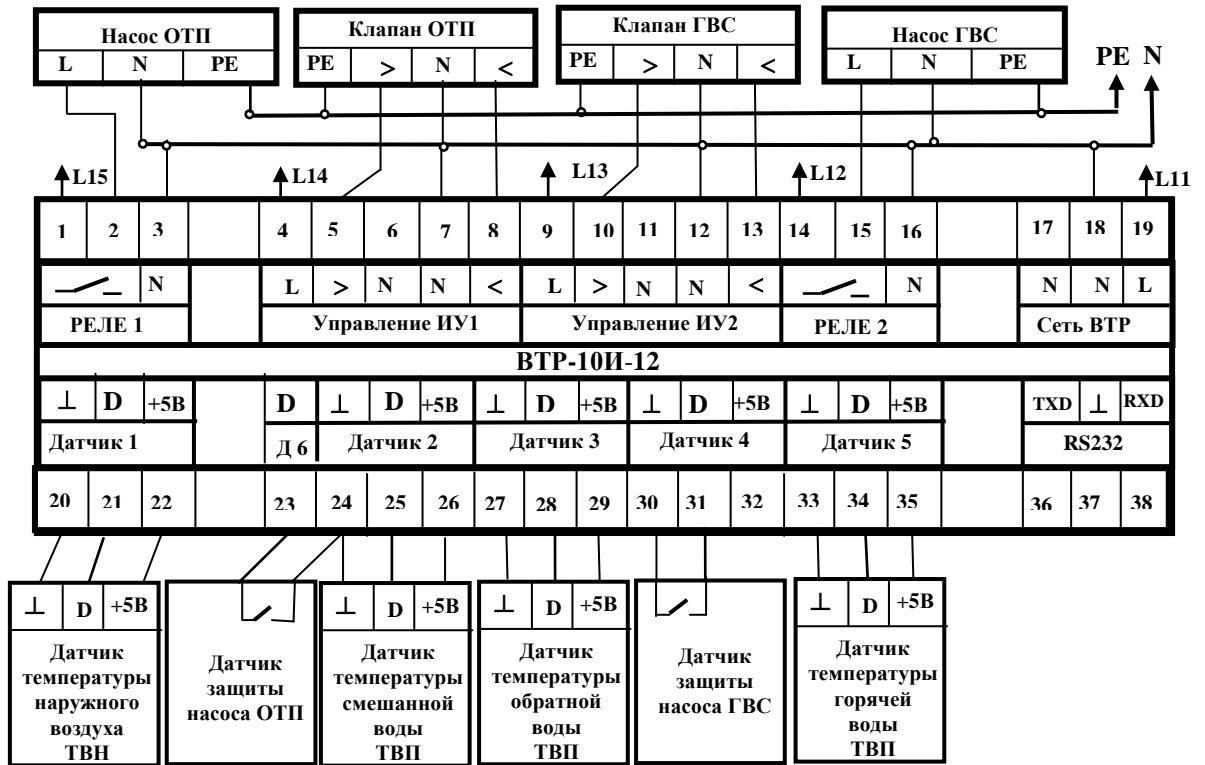 Насос ОТП
L N PE
Клапан ОТП
PE > N <
Клапан ГВС
PE > N <
Насос ГВС
L N PE
PE N
L15 L14 L13 L12 L11
1 2 3 4 5 6 7 8 9 10 11 12 13 14 15 16 17 18 19
N L > N N < L > N N < N N N L
РЕЛЕ 1 Управление ИУ1 Управление ИУ2 РЕЛЕ 2 Сеть ВТР
ВТР-10И-12
⊥ D +5В D ⊥ D +5В ⊥ D +5В ⊥ D +5В ⊥ D +5В TXD ⊥ RXD
Датчик 1 Д 6 Датчик 2 Датчик 3 Датчик 4 Датчик 5 RS232
20 21 22 23 24 25 26 27 28 29 30 31 32 33 34 35 36 37 38
⊥ D +5В
Датчик
температуры
наружного
воздуха
ТВН
Датчик
защиты
насоса ОТП
⊥ D +5В
Датчик
температуры
смешанной
воды
ТВП
⊥ D +5В
Датчик
температуры
обратной
воды
ТВП
Датчик
защиты
насоса ГВС
⊥ D +5В
Датчик
температуры
горячей
воды
ТВП